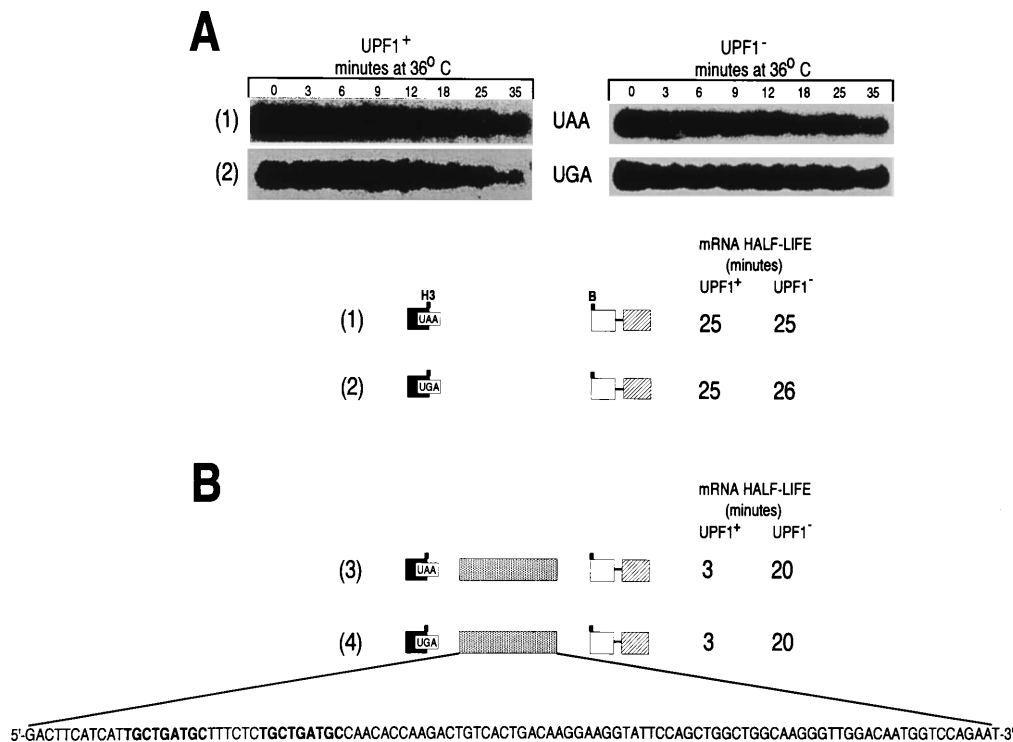 A
UPF1+ UPF1-
minutes at 36° C minutes at 36° C
0 3 6 9 12 18 25 35 0 3 6 9 12 18 25 35
(1) UAA
(2) UGA
mRNA HALF-LIFE
(minutes)
H3 B UPF1+ UPF1-
(1) UAA 25 25
(2) UGA 25 26
B
mRNA HALF-LIFE
(minutes)
UPF1+ UPF1-
(3) UAA 3 20
(4) UGA 3 20
5'-GACTTCATCATTGCTGATGCTTTCTCTGCTGATGCCAACACCAAGACTGTCACTGACAAGGAAGGTATTCCAGCTGGCTGGCAAGGGTTGGACAATGGTCCAGAAT-3'